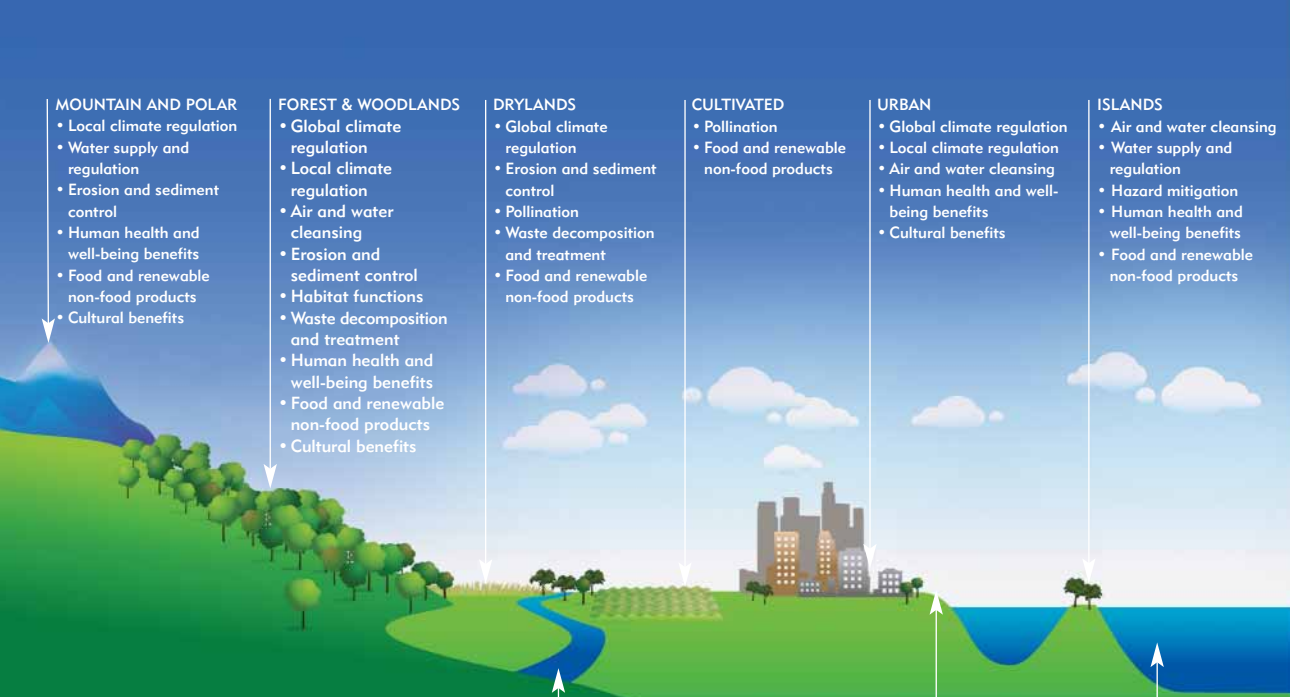 MOUNTAIN AND POLAR
• Local climate regulation
• Water supply and
regulation
• Erosion and sediment
control
• Human health and
well-being benefits
• Food and renewable
non-food products
• Cultural benefits
FOREST & WOODLANDS
• Global climate
regulation
• Local climate
regulation
• Air and water
cleansing
• Erosion and
sediment control
• Habitat functions
• Waste decomposition
and treatment
• Human health and
well-being benefits
• Food and renewable
non-food products
• Cultural benefits
DRYLANDS
• Global climate
regulation
• Erosion and sediment
control
• Pollination
• Waste decomposition
and treatment
• Food and renewable
non-food products
CULTIVATED
• Pollination
• Food and renewable
non-food products
URBAN
• Global climate regulation
• Local climate regulation
• Air and water cleansing
• Human health and well-
being benefits
• Cultural benefits
ISLANDS
• Air and water cleansing
• Water supply and
regulation
• Hazard mitigation
• Human health and
well-being benefits
• Food and renewable
non-food products